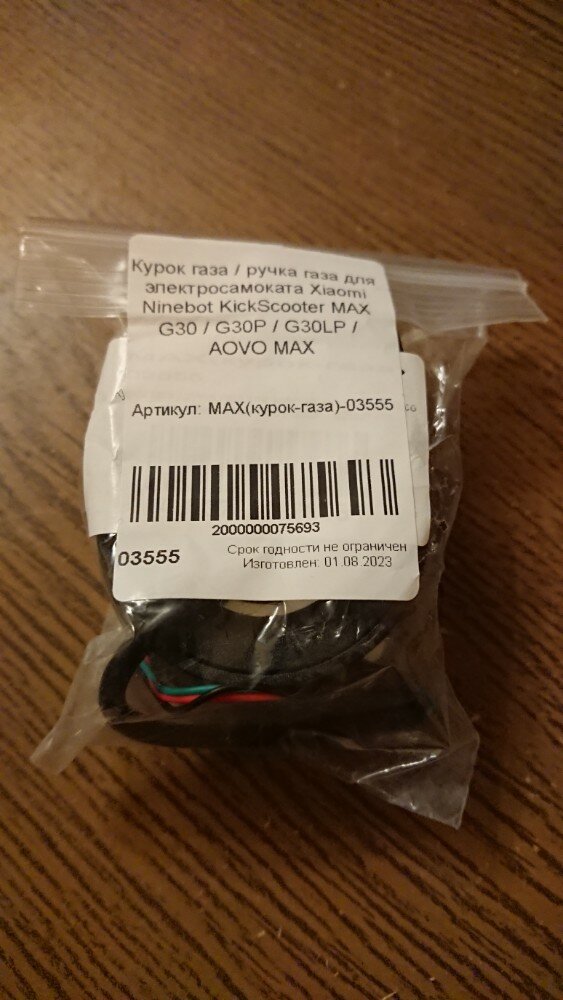 Курок газа / ручка газа для
электросамоката Xiaomi
Ninebot KickScooter MAX
G30 / G30P / G30LP /
AOVO MAX
Артикул: MAX(курок-газа)-03555
2000000075693
03555
Срок годности не ограничен
Изготовлен: 01.08.2023